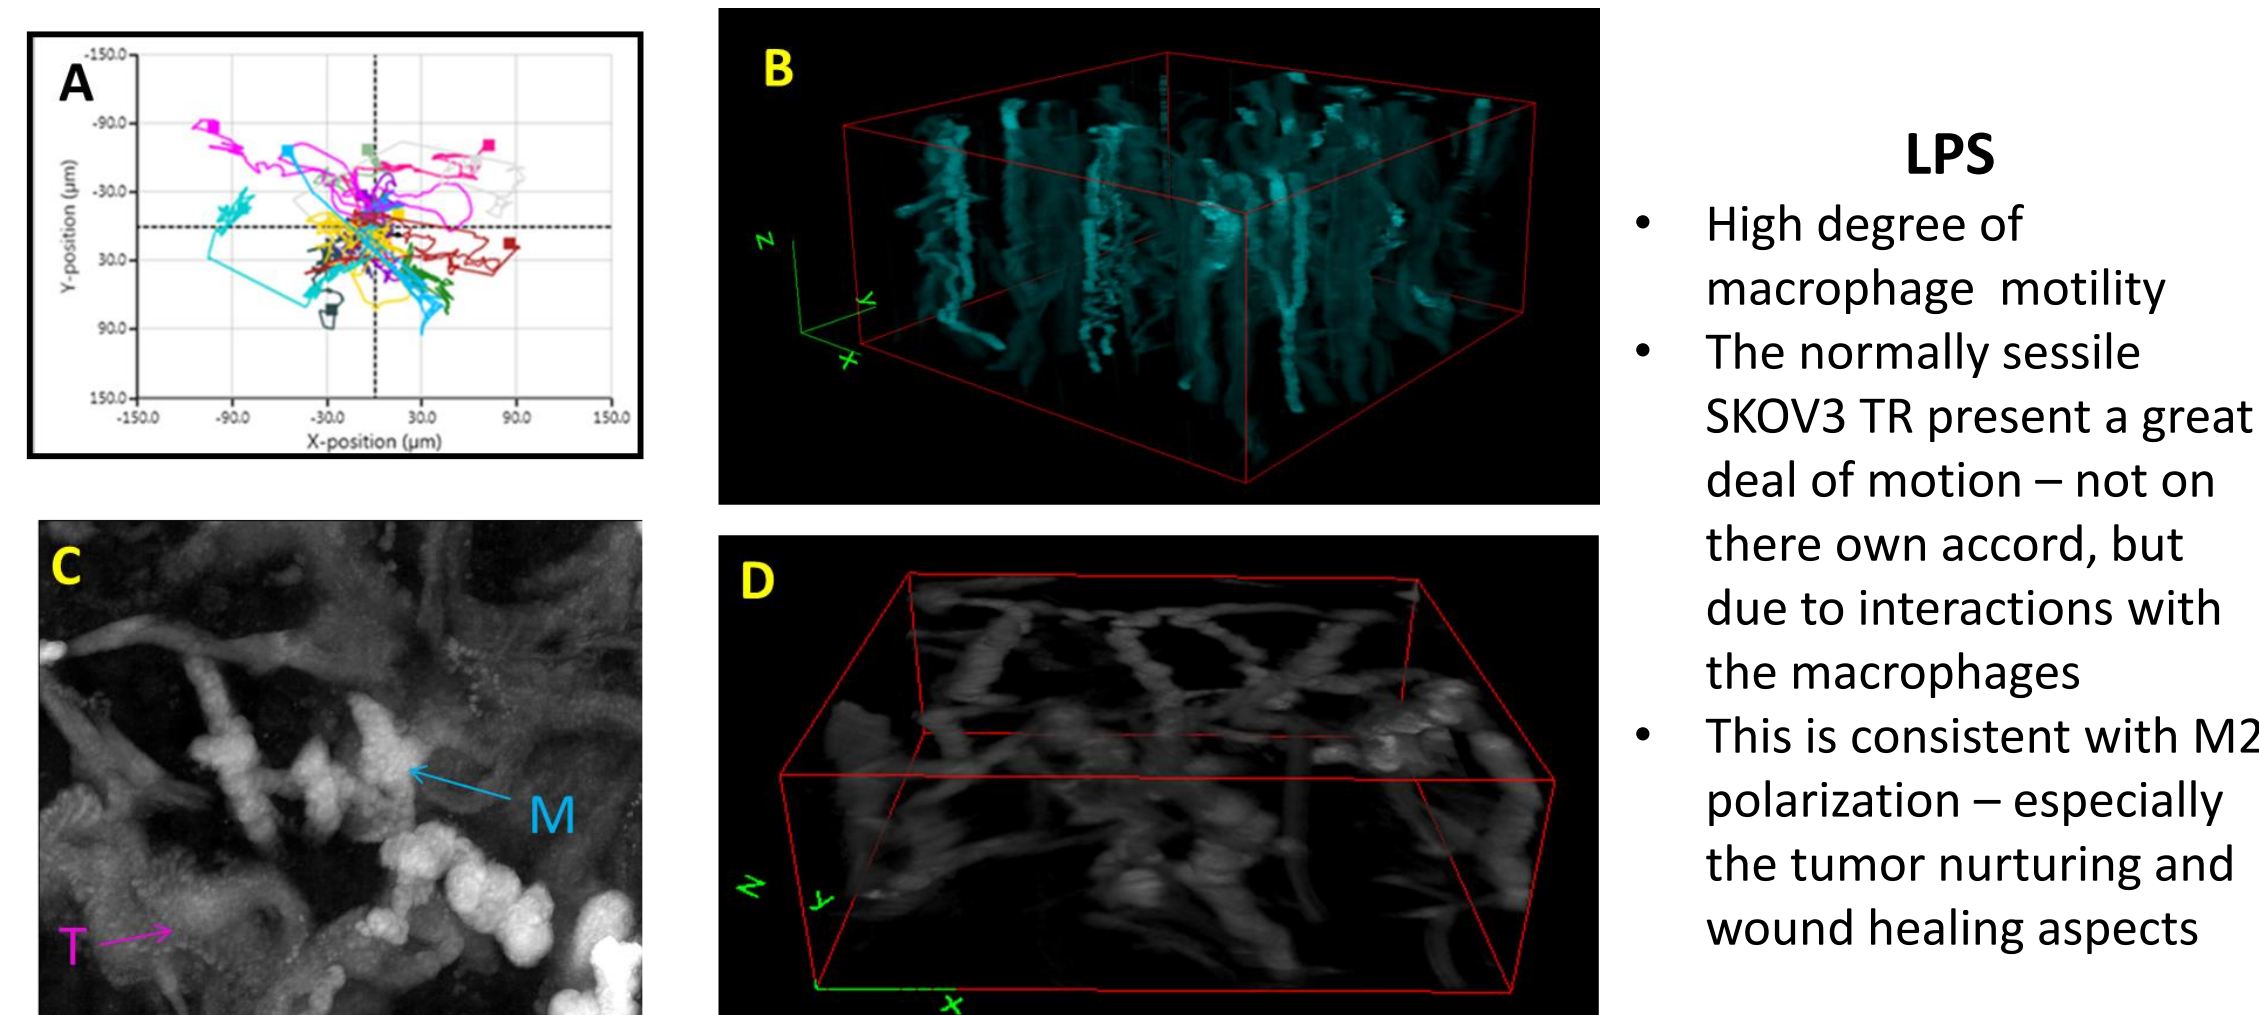 A
-150.0
-90.0
-30.0
30.0
90.0
150.0
Y-position (µm)
-150.0
-90.0
-30.0
30.0
90.0
150.0
X-position (µm)
B
z
y
x
C
M
T
D
z
y
x
LPS
• High degree of
macrophage motility
• The normally sessile
SKOV3 TR present a great
deal of motion – not on
there own accord, but
due to interactions with
the macrophages
• This is consistent with M2
polarization – especially
the tumor nurturing and
wound healing aspects